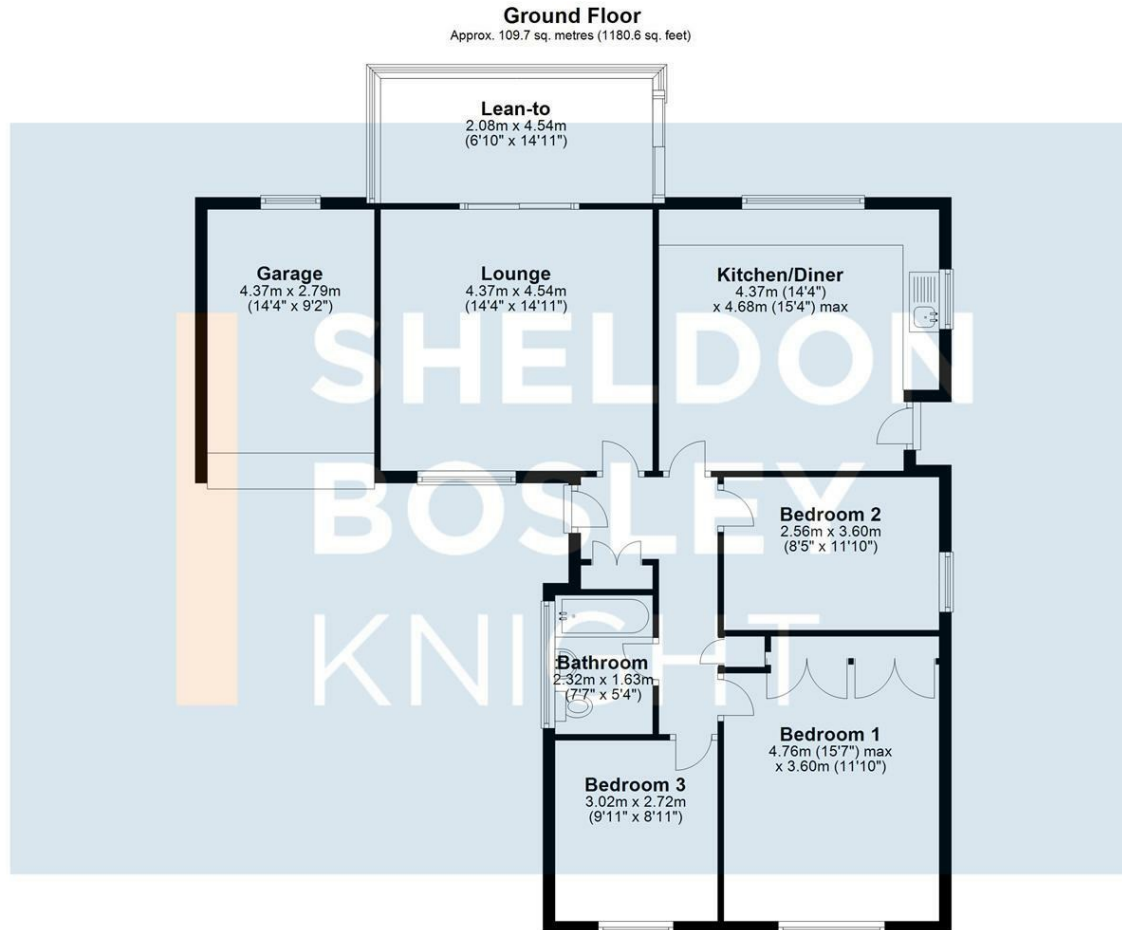 Ground Floor
Approx. 109.7 sq. metres (1180.6 sq. feet)
Lean-to
2.08m x 4.54m
(6'10" x 14'11")
Garage
4.37m x 2.79m
(14'4" x 9'2")
Lounge
4.37m x 4.54m
(14'4" x 14'11")
Kitchen/Diner
4.37m (14'4")
x 4.68m (15'4") max
SHELDON
BOSLEY
KNIGHT
Bedroom 2
2.56m x 3.60m
(8'5" x 11'10")
Bathroom
2.32m x 1.63m
(7'7" x 5'4")
Bedroom 1
4.76m (15'7") max
x 3.60m (11'10")
Bedroom 3
3.02m x 2.72m
(9'11" x 8'11")